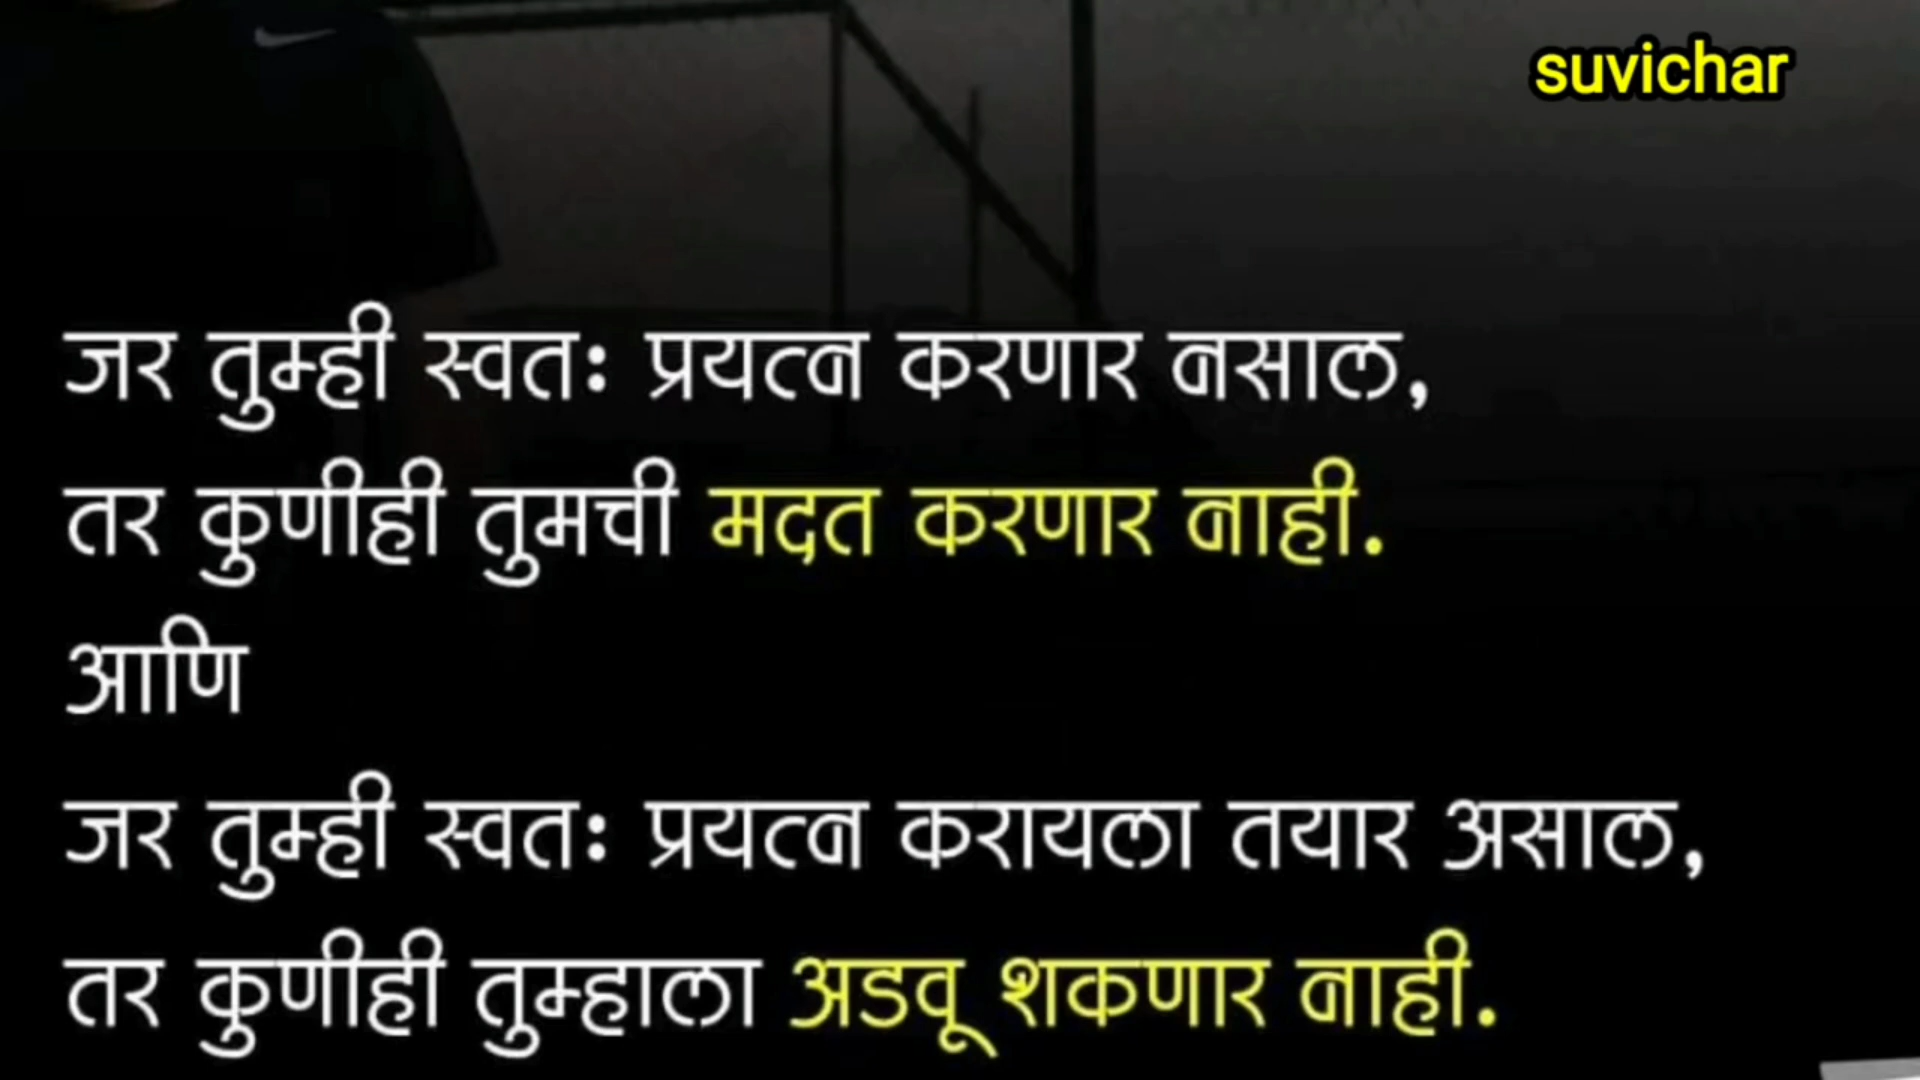 suvichar
जर तुम्ही स्वतः प्रयत्न करणार नसाल,
तर कुणीही तुमची मदत करणार नाही.
आणि
जर तुम्ही स्वतः प्रयत्न करायला तयार असाल,
तर कुणीही तुम्हाला अडवू शकणार नाही.